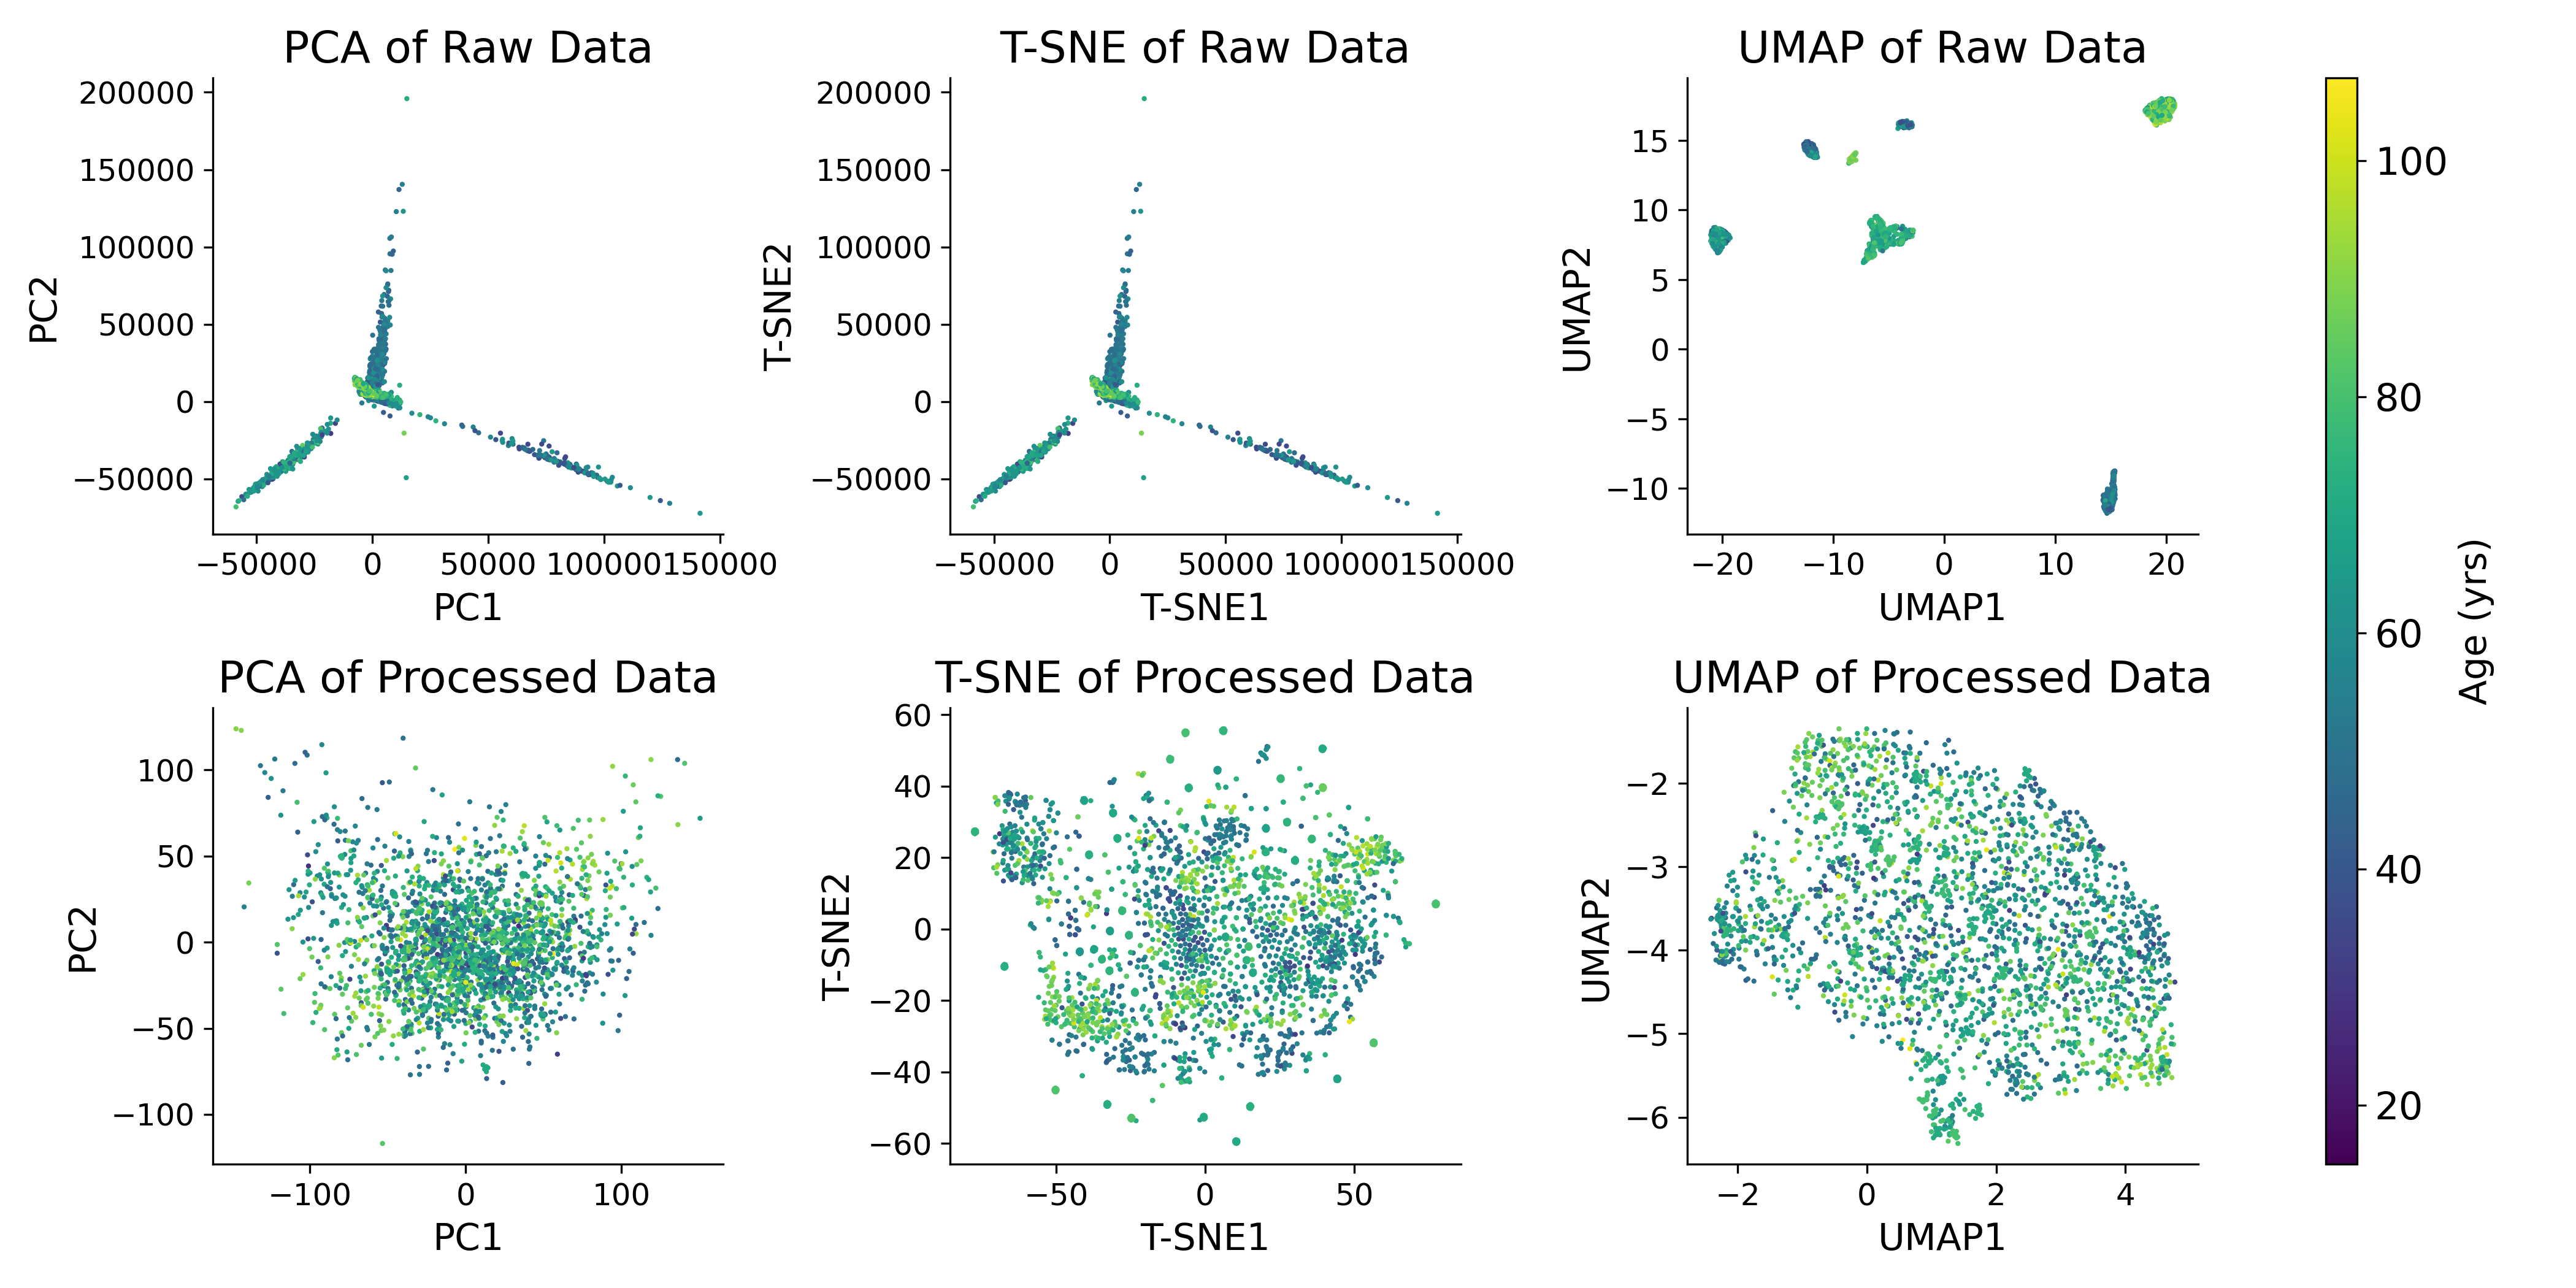 PCA of Raw Data
200000
150000
100000
50000
0
−50000
PC2
−50000 0 50000 100000 150000
PC1
T-SNE of Raw Data
200000
150000
100000
50000
0
−50000
T-SNE2
−50000 0 50000 100000 150000
T-SNE1
UMAP of Raw Data
15
10
5
0
−5
−10
UMAP2
−20 −10 0 10 20
UMAP1
PCA of Processed Data
100
50
0
−50
−100
PC2
−100 0 100
PC1
T-SNE of Processed Data
60
40
20
0
−20
−40
−60
T-SNE2
−50 0 50
T-SNE1
UMAP of Processed Data
−2
−3
−4
−5
−6
UMAP2
−2 0 2 4
UMAP1
100
80
60
40
20
Age (yrs)